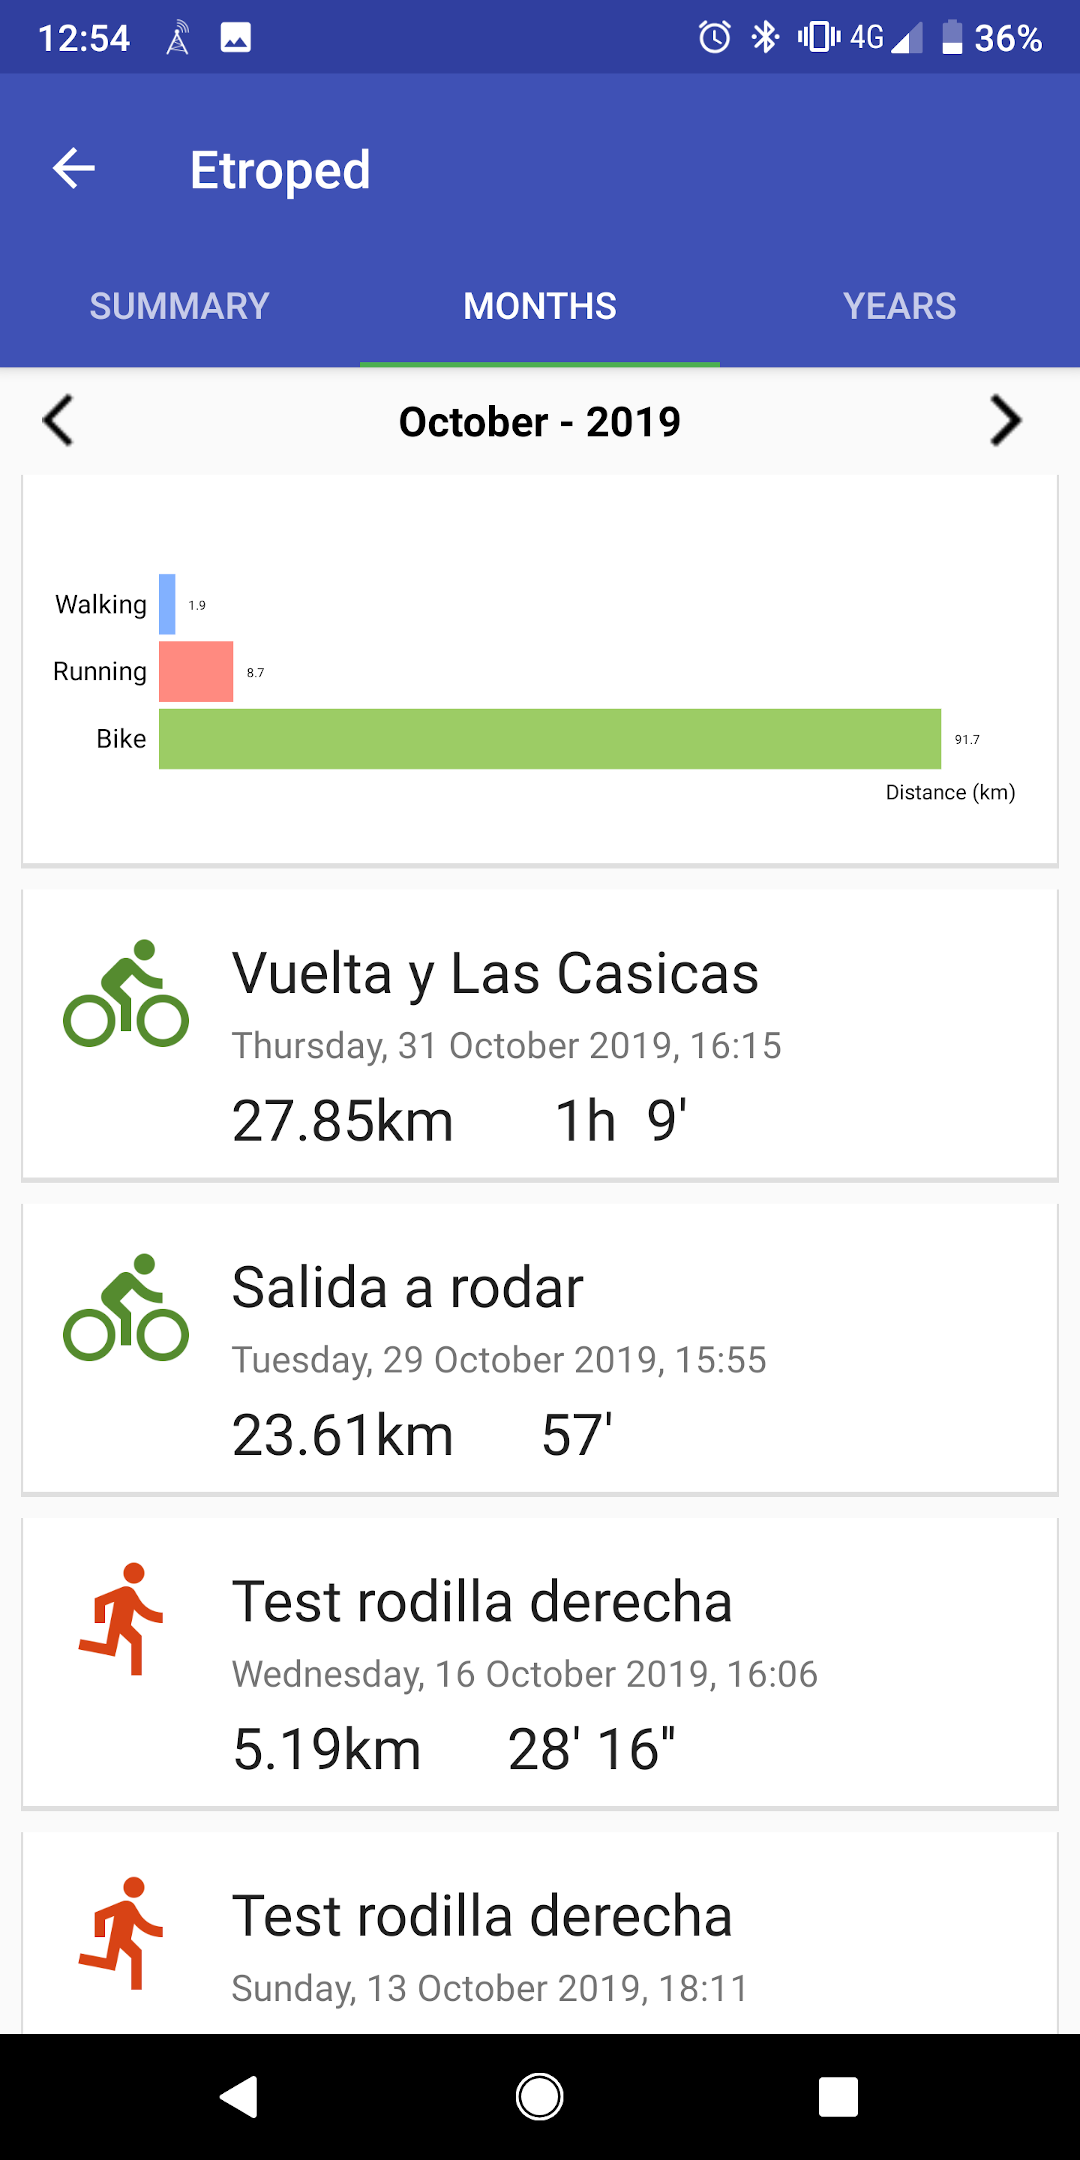 12:54 4G 36%
Etroped
SUMMARY MONTHS YEARS
October - 2019
Walking 1.9
Running 8.7
Bike 91.7
Distance (km)
Vuelta y Las Casicas
Thursday, 31 October 2019, 16:15
27.85km 1h 9'
Salida a rodar
Tuesday, 29 October 2019, 15:55
23.61km 57'
Test rodilla derecha
Wednesday, 16 October 2019, 16:06
5.19km 28' 16"
Test rodilla derecha
Sunday, 13 October 2019, 18:11